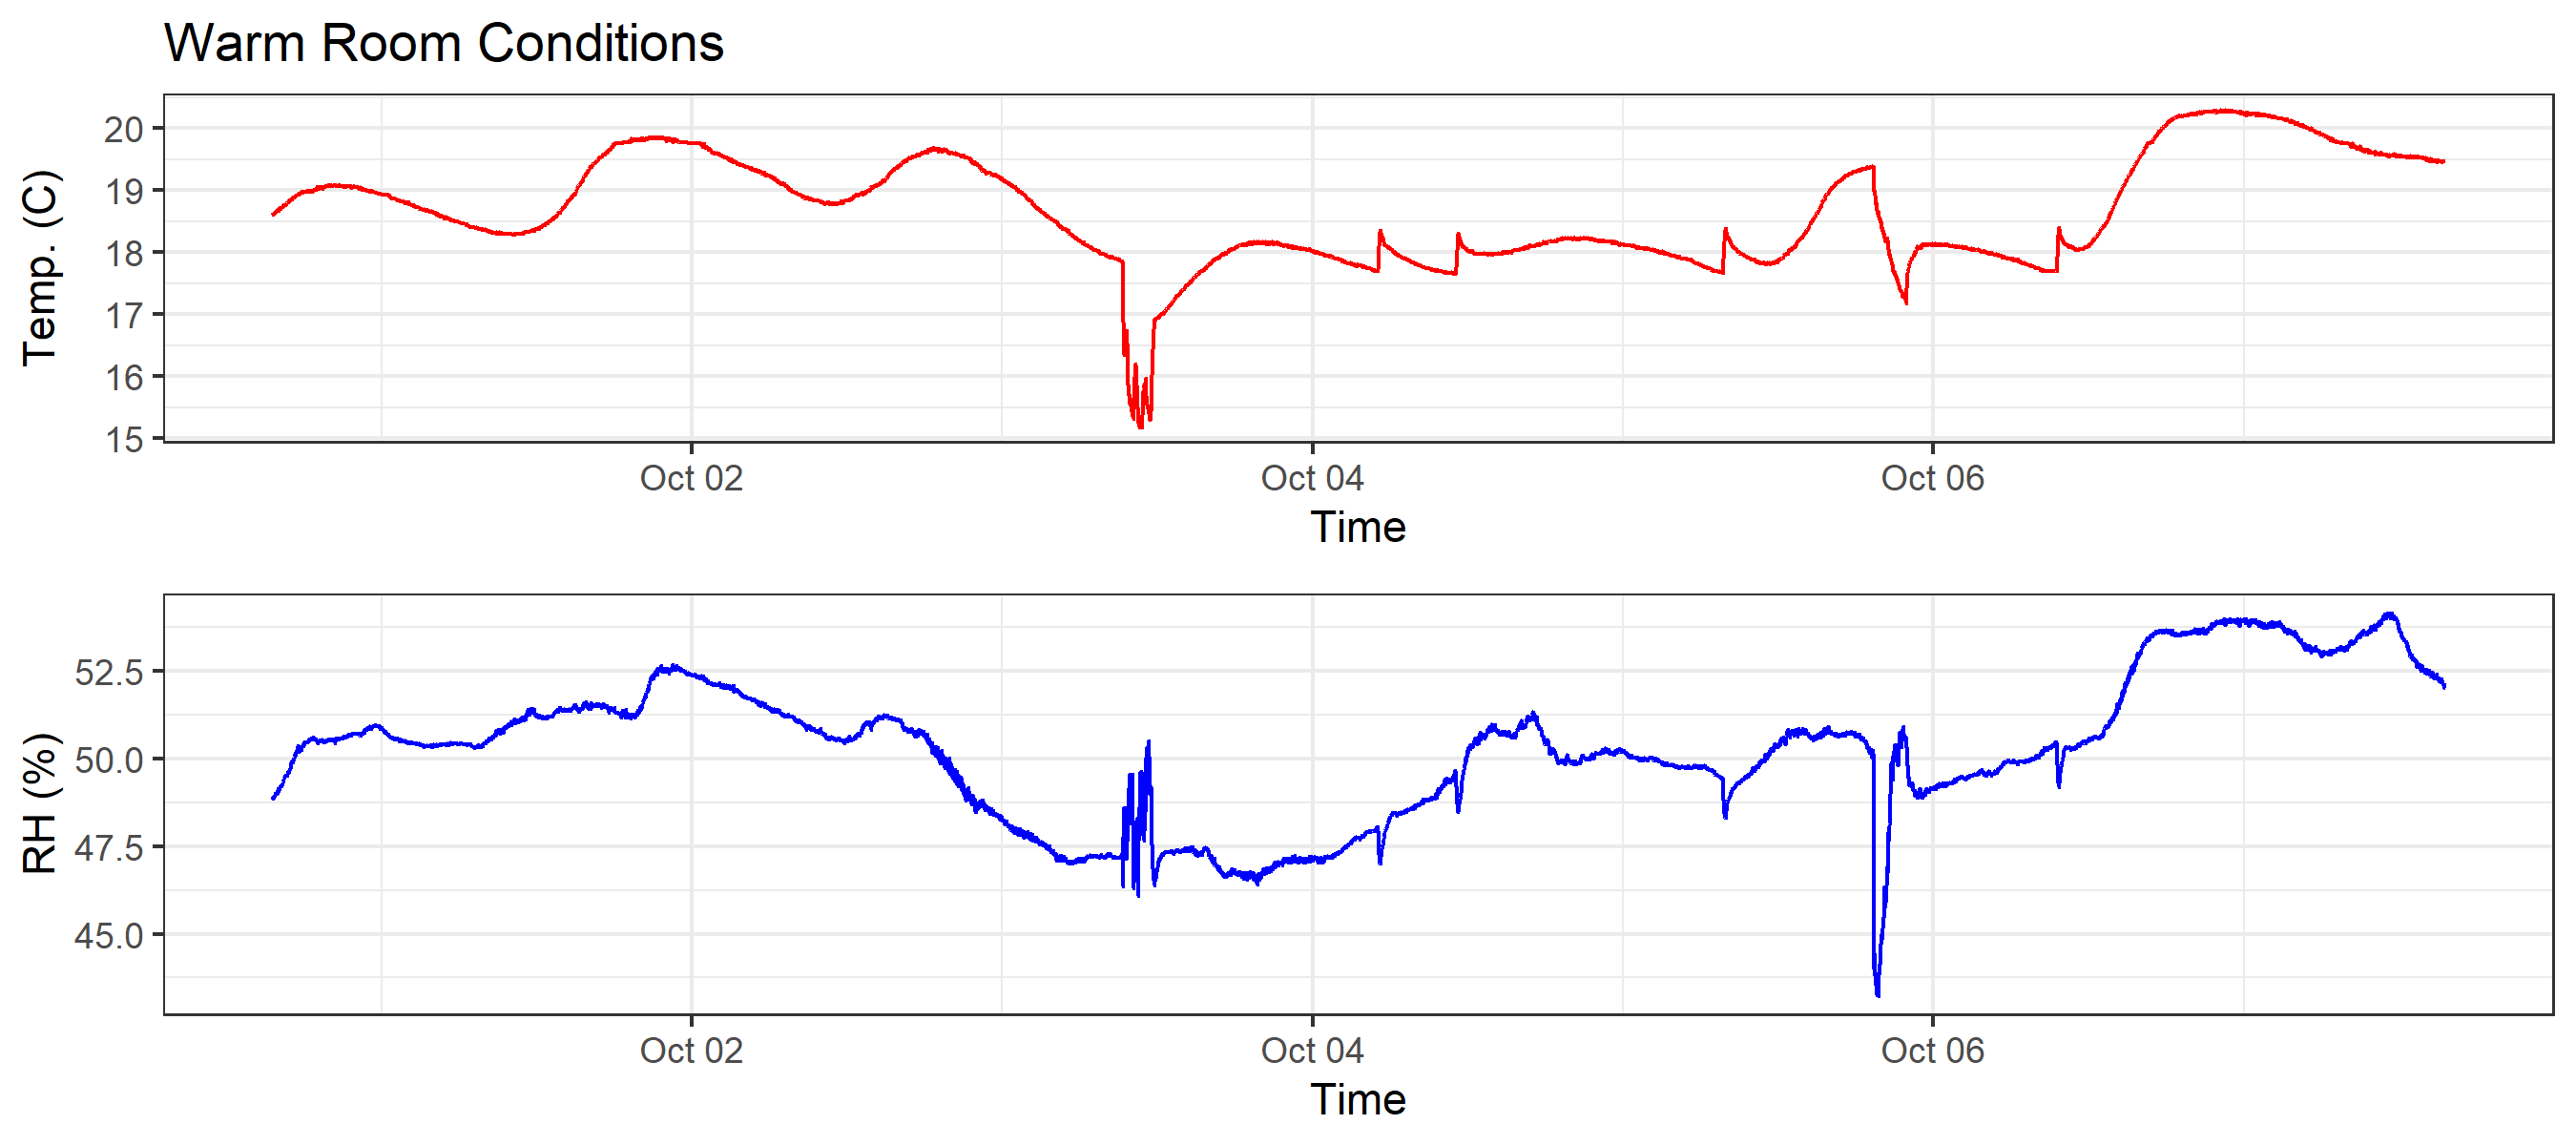 Warm Room Conditions
Temp. (C)
20
19
18
17
16
15
Oct 02 Oct 04 Oct 06
Time
RH (%)
52.5
50.0
47.5
45.0
Oct 02 Oct 04 Oct 06
Time